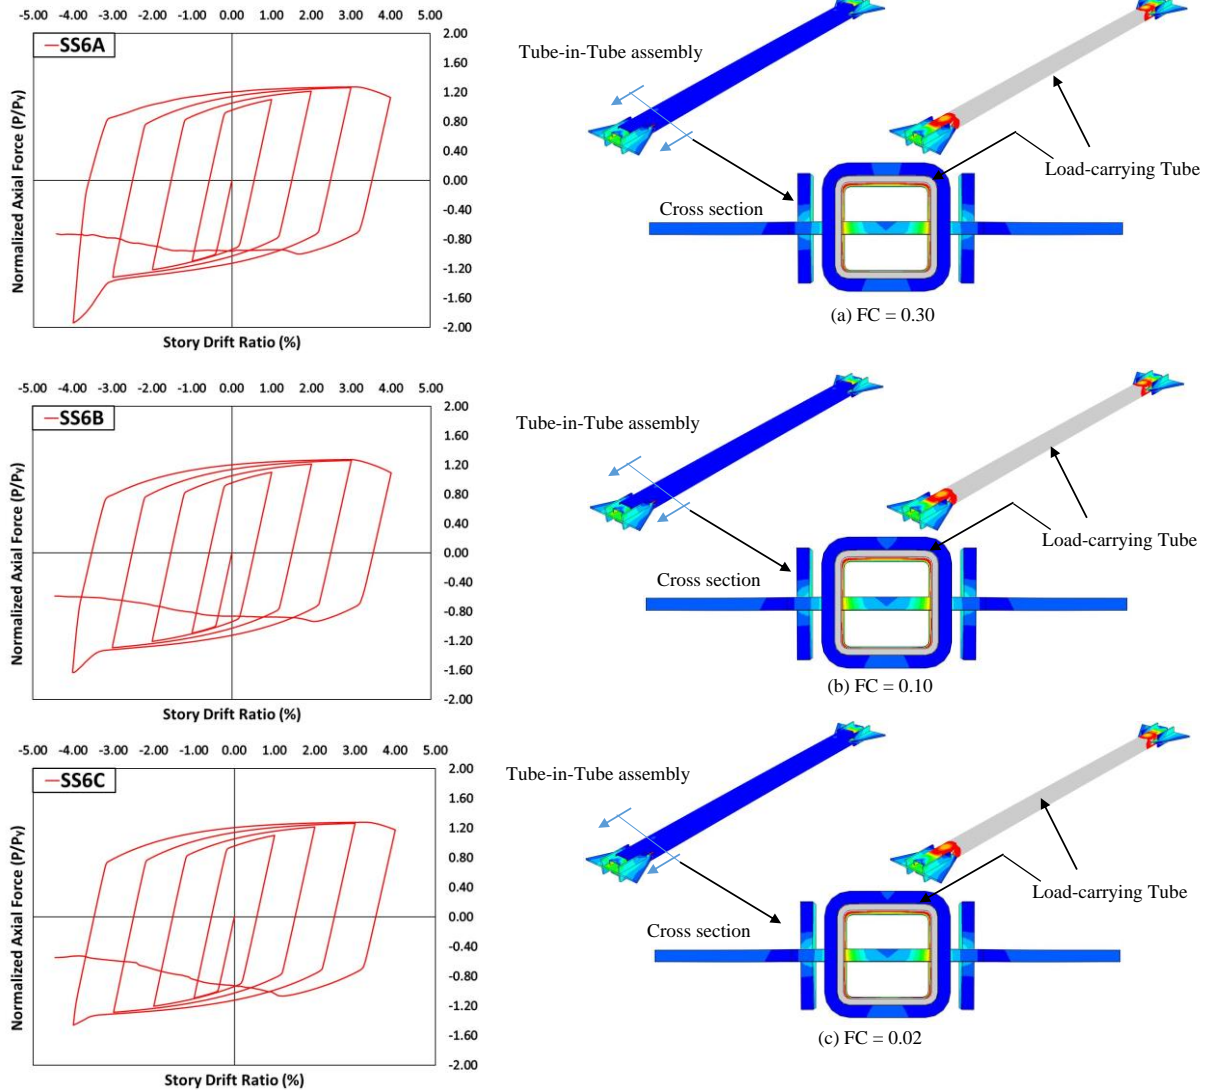 -5.00 -4.00 -3.00 -2.00 -1.00 0.00 1.00 2.00 3.00 4.00 5.00
SS6A
Normalized Axial Force (P/Py)
2.00
1.60
1.20
0.80
0.40
0.00
-0.40
-0.80
-1.20
-1.60
-2.00
Story Drift Ratio (%)
Tube-in-Tube assembly
Load-carrying Tube
Cross section
(a) FC = 0.30
-5.00 -4.00 -3.00 -2.00 -1.00 0.00 1.00 2.00 3.00 4.00 5.00
SS6B
Normalized Axial Force (P/Py)
2.00
1.60
1.20
0.80
0.40
0.00
-0.40
-0.80
-1.20
-1.60
-2.00
Story Drift Ratio (%)
Tube-in-Tube assembly
Load-carrying Tube
Cross section
(b) FC = 0.10
-5.00 -4.00 -3.00 -2.00 -1.00 0.00 1.00 2.00 3.00 4.00 5.00
SS6C
Normalized Axial Force (P/Py)
2.00
1.60
1.20
0.80
0.40
0.00
-0.40
-0.80
-1.20
-1.60
-2.00
Story Drift Ratio (%)
Tube-in-Tube assembly
Load-carrying Tube
Cross section
(c) FC = 0.02